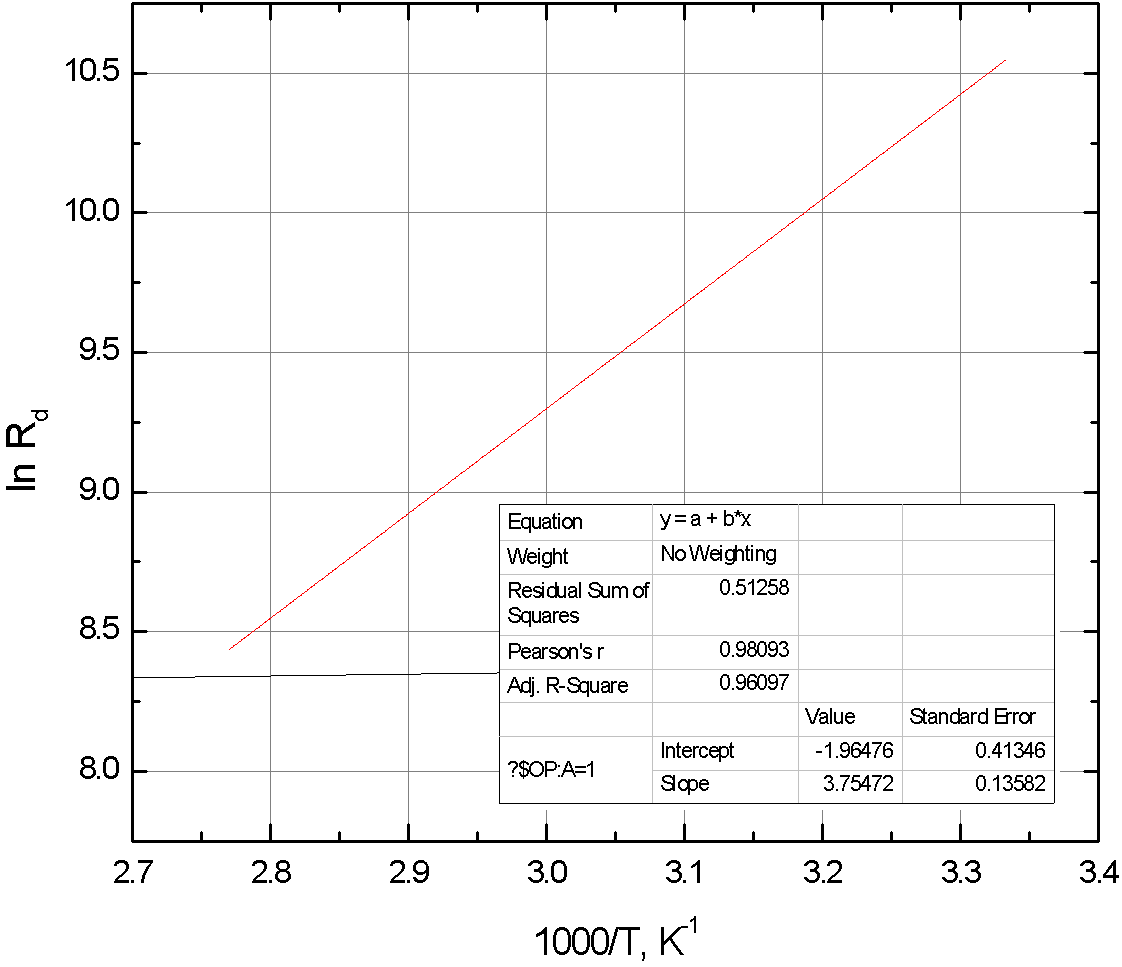 10.5
10.0
9.5
9.0
8.5
8.0
ln R_d
Equation y = a + b*x
Weight No Weighting
Residual Sum of Squares 0.51258
Pearson's r 0.98093
Adj. R-Square 0.96097
Value Standard Error
?$OP:A=1 Intercept -1.96476 0.41346
Slope 3.75472 0.13582
2.7 2.8 2.9 3.0 3.1 3.2 3.3 3.4
1000/T, K^-1